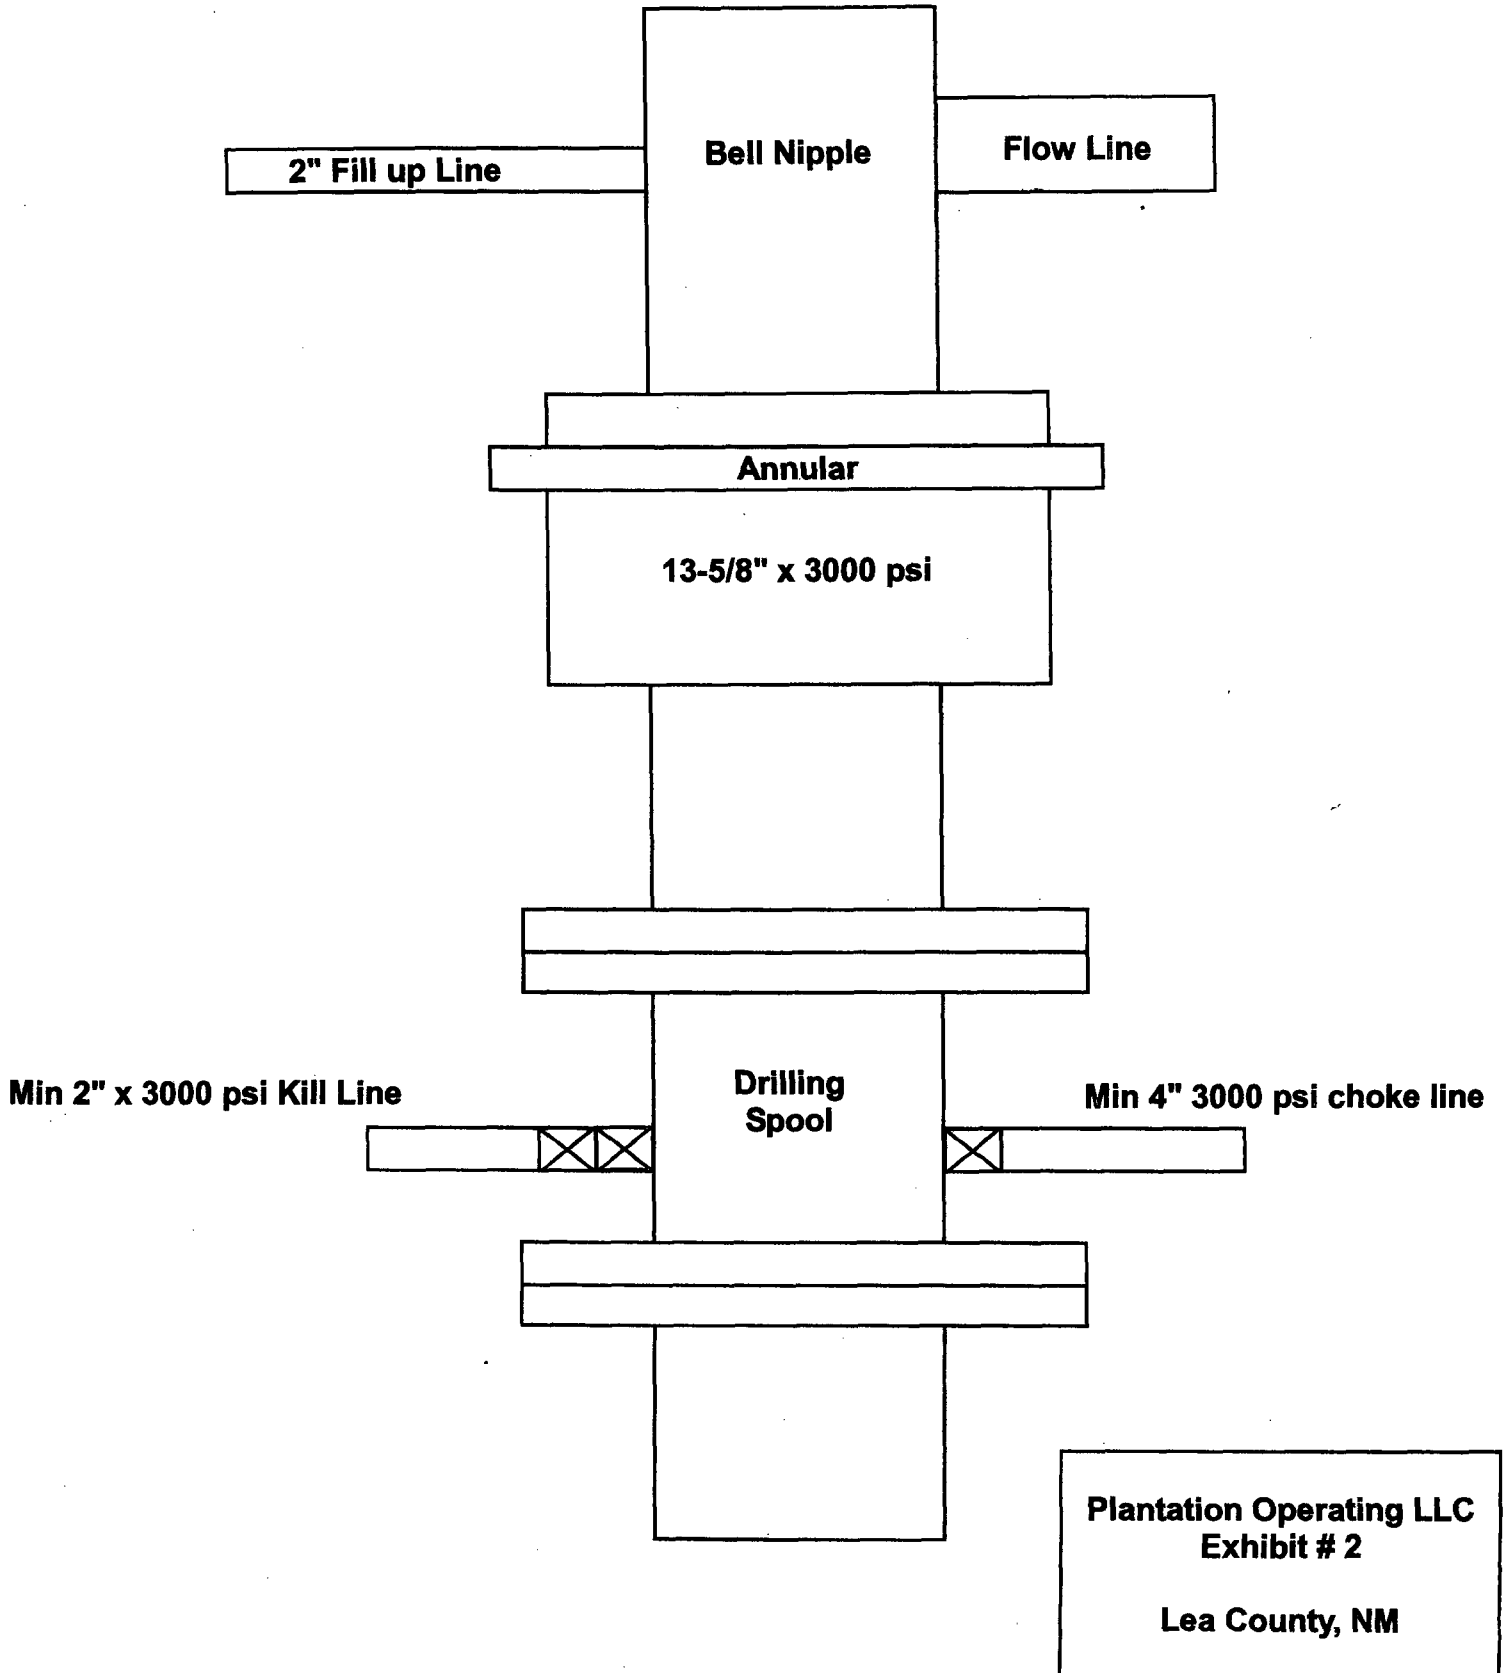 Bell Nipple
Flow Line
2" Fill up Line
Annular
13-5/8" x 3000 psi
Min 2" x 3000 psi Kill Line
Drilling
Spool
Min 4" 3000 psi choke line
Plantation Operating LLC
Exhibit # 2
Lea County, NM